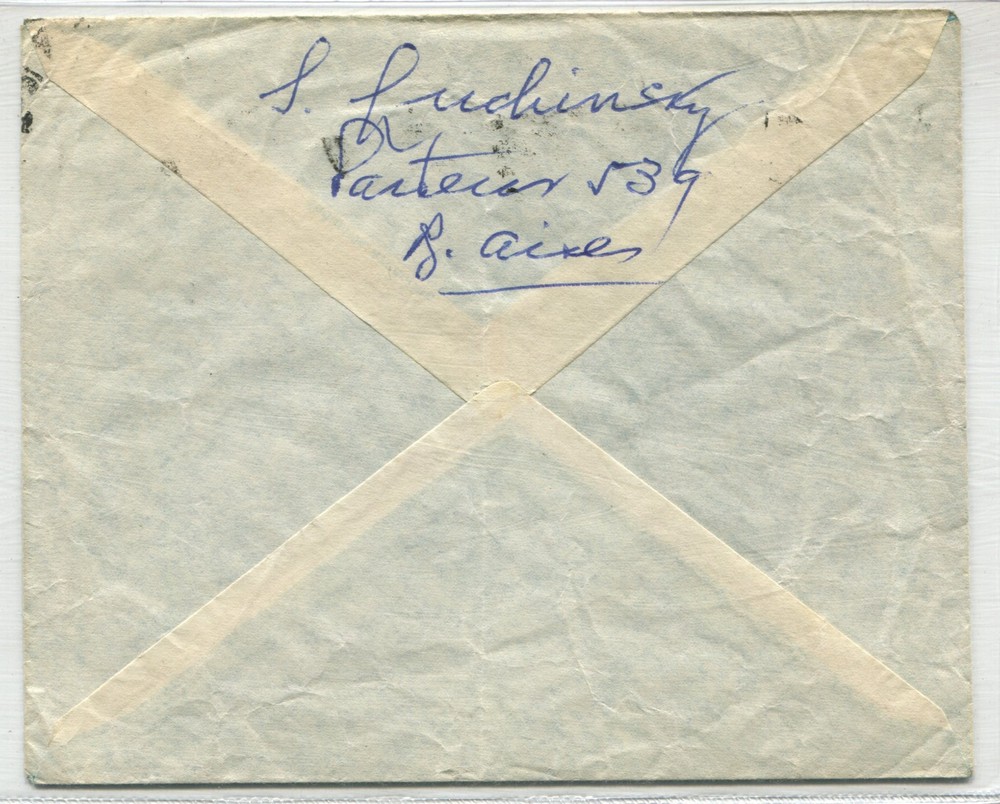 S. Luchinsky
Pasteur 539
B. Aires